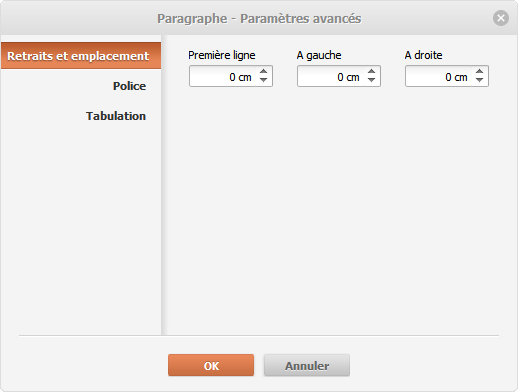 Paragraphe - Paramètres avancés
Retraits et emplacement
Police
Tabulation
Première ligne A gauche A droite
0 cm 0 cm 0 cm
OK Annuler